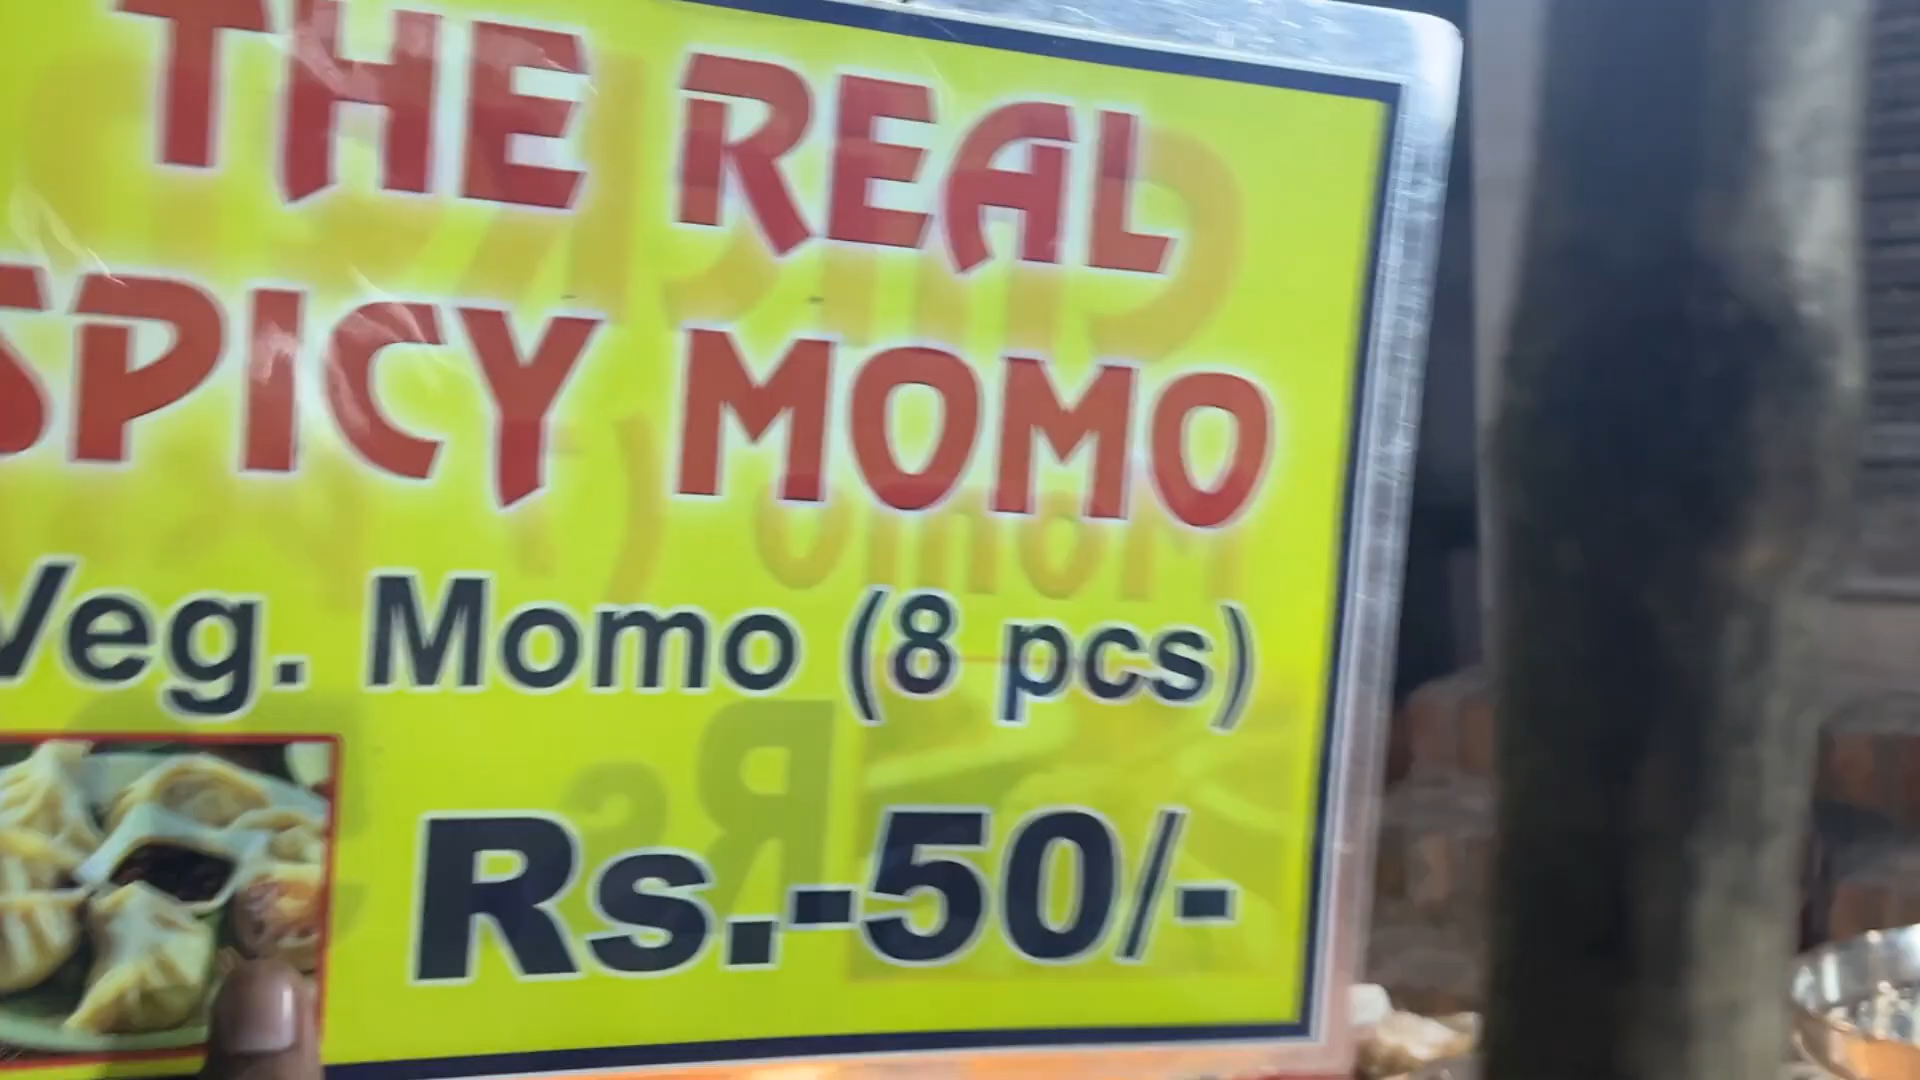 THE REAL
SPICY MOMO
Veg. Momo (8 pcs)
Rs.-50/-